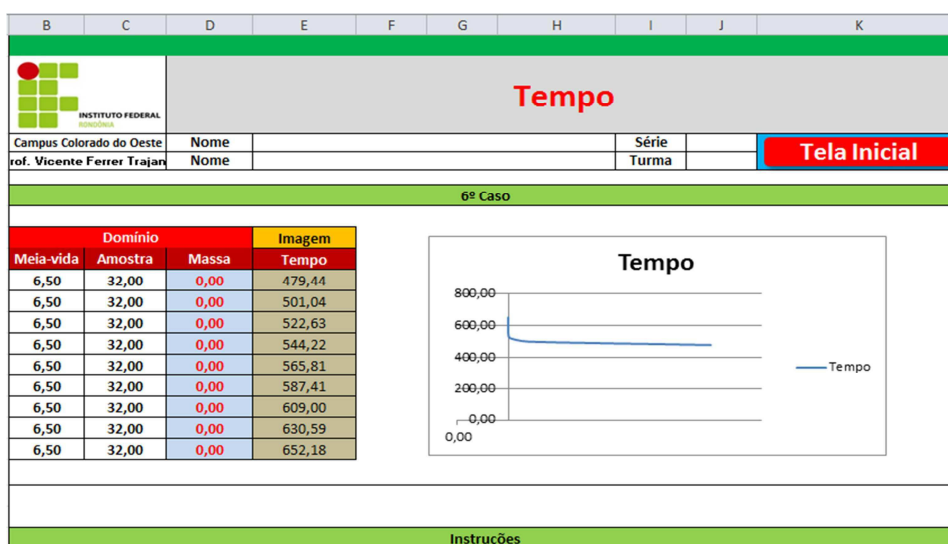 B C D E F G H I J K
INSTITUTO FEDERAL
RONDÔNIA
Tempo
Campus Colorado do Oeste Nome Série
rof. Vicente Ferrer Trajan Nome Turma
Tela Inicial
6º Caso
Domínio Imagem
Meia-vida Amostra Massa Tempo
6,50 32,00 0,00 479,44
6,50 32,00 0,00 501,04
6,50 32,00 0,00 522,63
6,50 32,00 0,00 544,22
6,50 32,00 0,00 565,81
6,50 32,00 0,00 587,41
6,50 32,00 0,00 609,00
6,50 32,00 0,00 630,59
6,50 32,00 0,00 652,18
Tempo
800,00
600,00
400,00
200,00
0,00
0,00
Tempo
Instruções